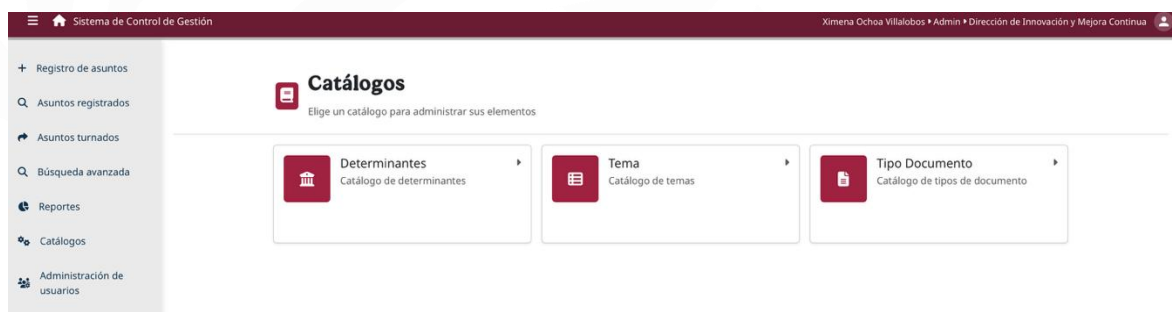 Sistema de Control de Gestión
Ximena Ochoa Villalobos ‣ Admin ‣ Dirección de Innovación y Mejora Continua
Registro de asuntos
Asuntos registrados
Asuntos turnados
Búsqueda avanzada
Reportes
Catálogos
Administración de
usuarios
Catálogos
Elige un catálogo para administrar sus elementos
Determinantes
Catálogo de determinantes
Tema
Catálogo de temas
Tipo Documento
Catálogo de tipos de documento